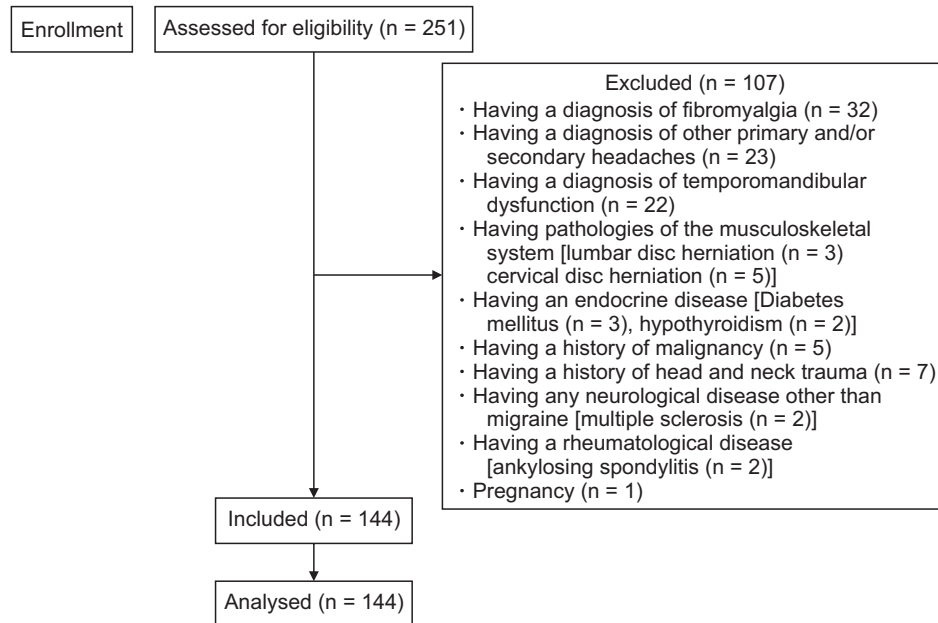 Enrollment
Assessed for eligibility (n = 251)
Excluded (n = 107)
· Having a diagnosis of fibromyalgia (n = 32)
· Having a diagnosis of other primary and/or
secondary headaches (n = 23)
· Having a diagnosis of temporomandibular
dysfunction (n = 22)
· Having pathologies of the musculoskeletal
system [lumbar disc herniation (n = 3)
cervical disc herniation (n = 5)]
· Having an endocrine disease [Diabetes
mellitus (n = 3), hypothyroidism (n = 2)]
· Having a history of malignancy (n = 5)
· Having a history of head and neck trauma (n = 7)
· Having any neurological disease other than
migraine [multiple sclerosis (n = 2)]
· Having a rheumatological disease
[ankylosing spondylitis (n = 2)]
· Pregnancy (n = 1)
Included (n = 144)
Analysed (n = 144)